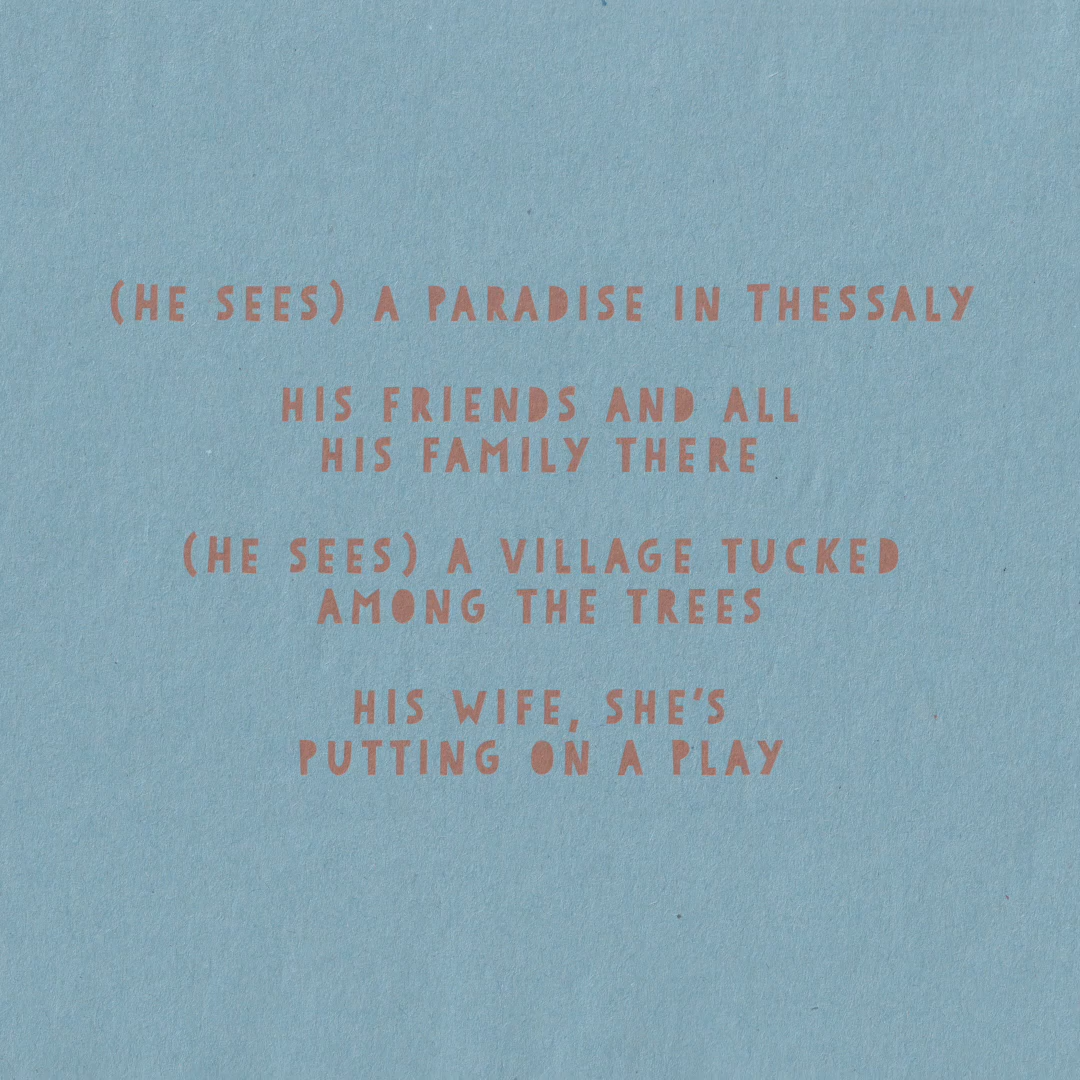 (HE SEES) A PARADISE IN THESSALY
HIS FRIENDS AND ALL
HIS FAMILY THERE
(HE SEES) A VILLAGE TUCKED
AMONG THE TREES
HIS WIFE, SHE'S
PUTTING ON A PLAY